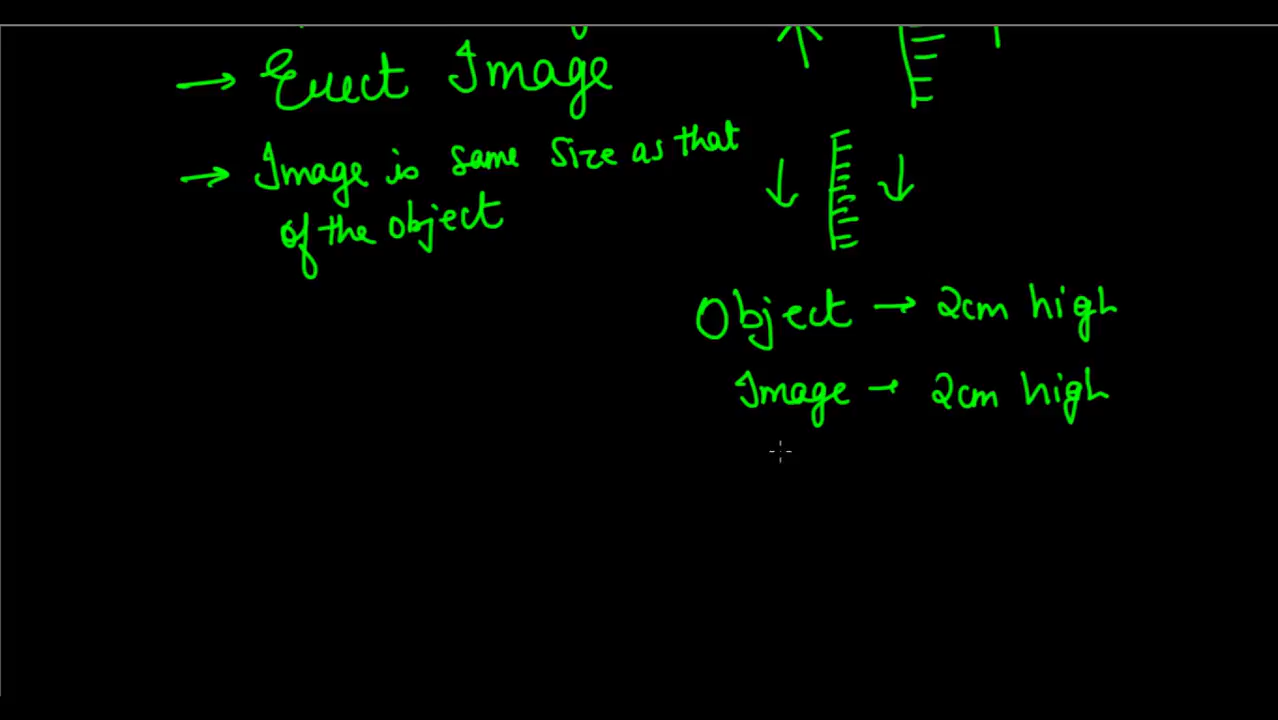 → Erect Image
→ Image is same size as that
of the object
Object → 2cm high
Image → 2cm high